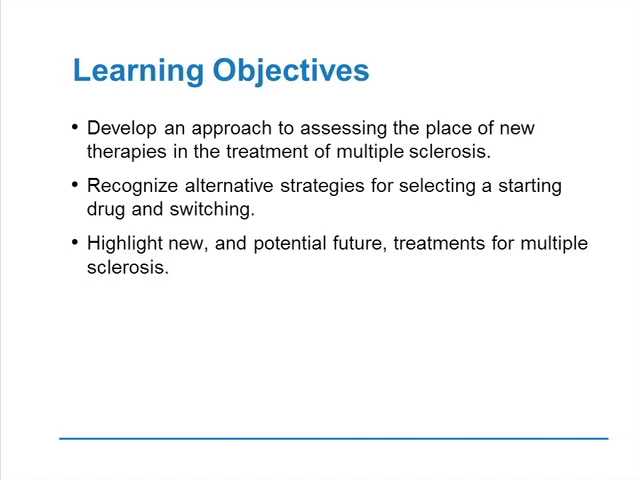 Learning Objectives
• Develop an approach to assessing the place of new
therapies in the treatment of multiple sclerosis.
• Recognize alternative strategies for selecting a starting
drug and switching.
• Highlight new, and potential future, treatments for multiple
sclerosis.